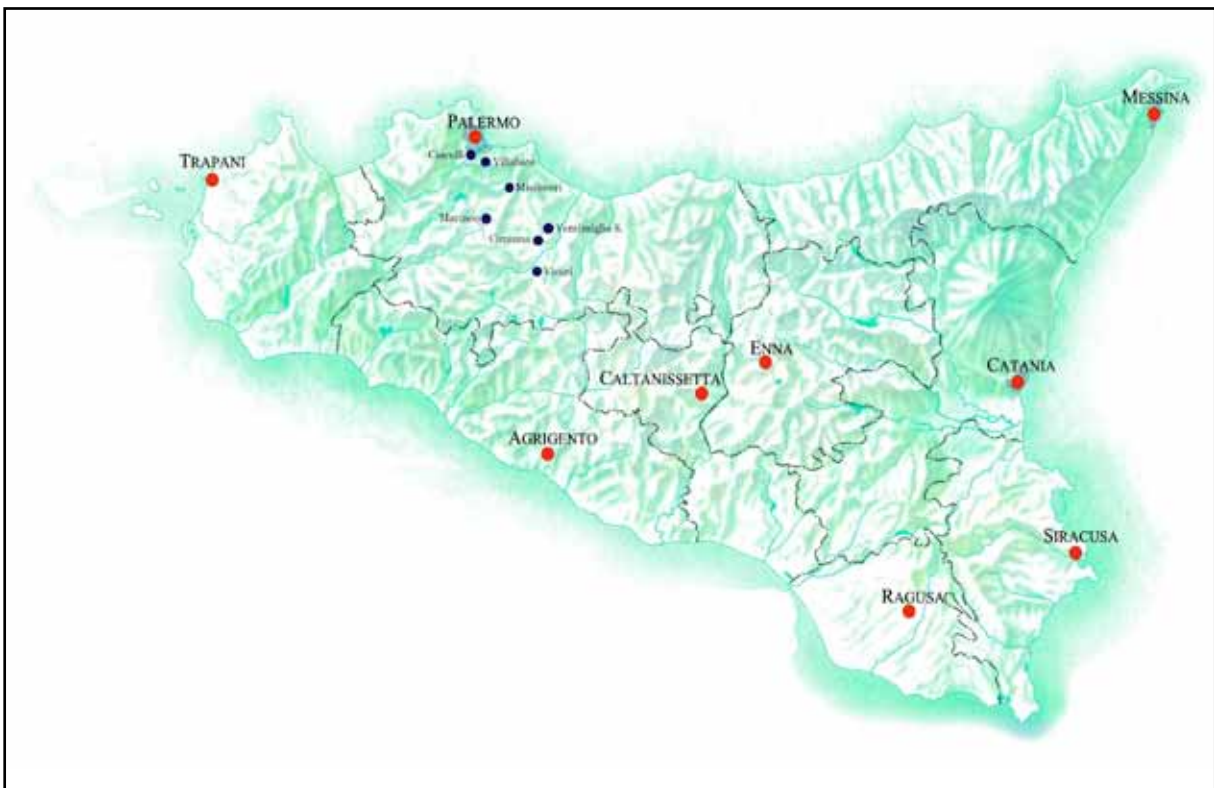 MESSINA
PALERMO
TRAPANI
Villabate
Misilmeri
Marineo
Ventimiglia S.
Ciminna
Vicari
ENNA
CALTANISSETTA
CATANIA
AGRIGENTO
SIRACUSA
RAGUSA